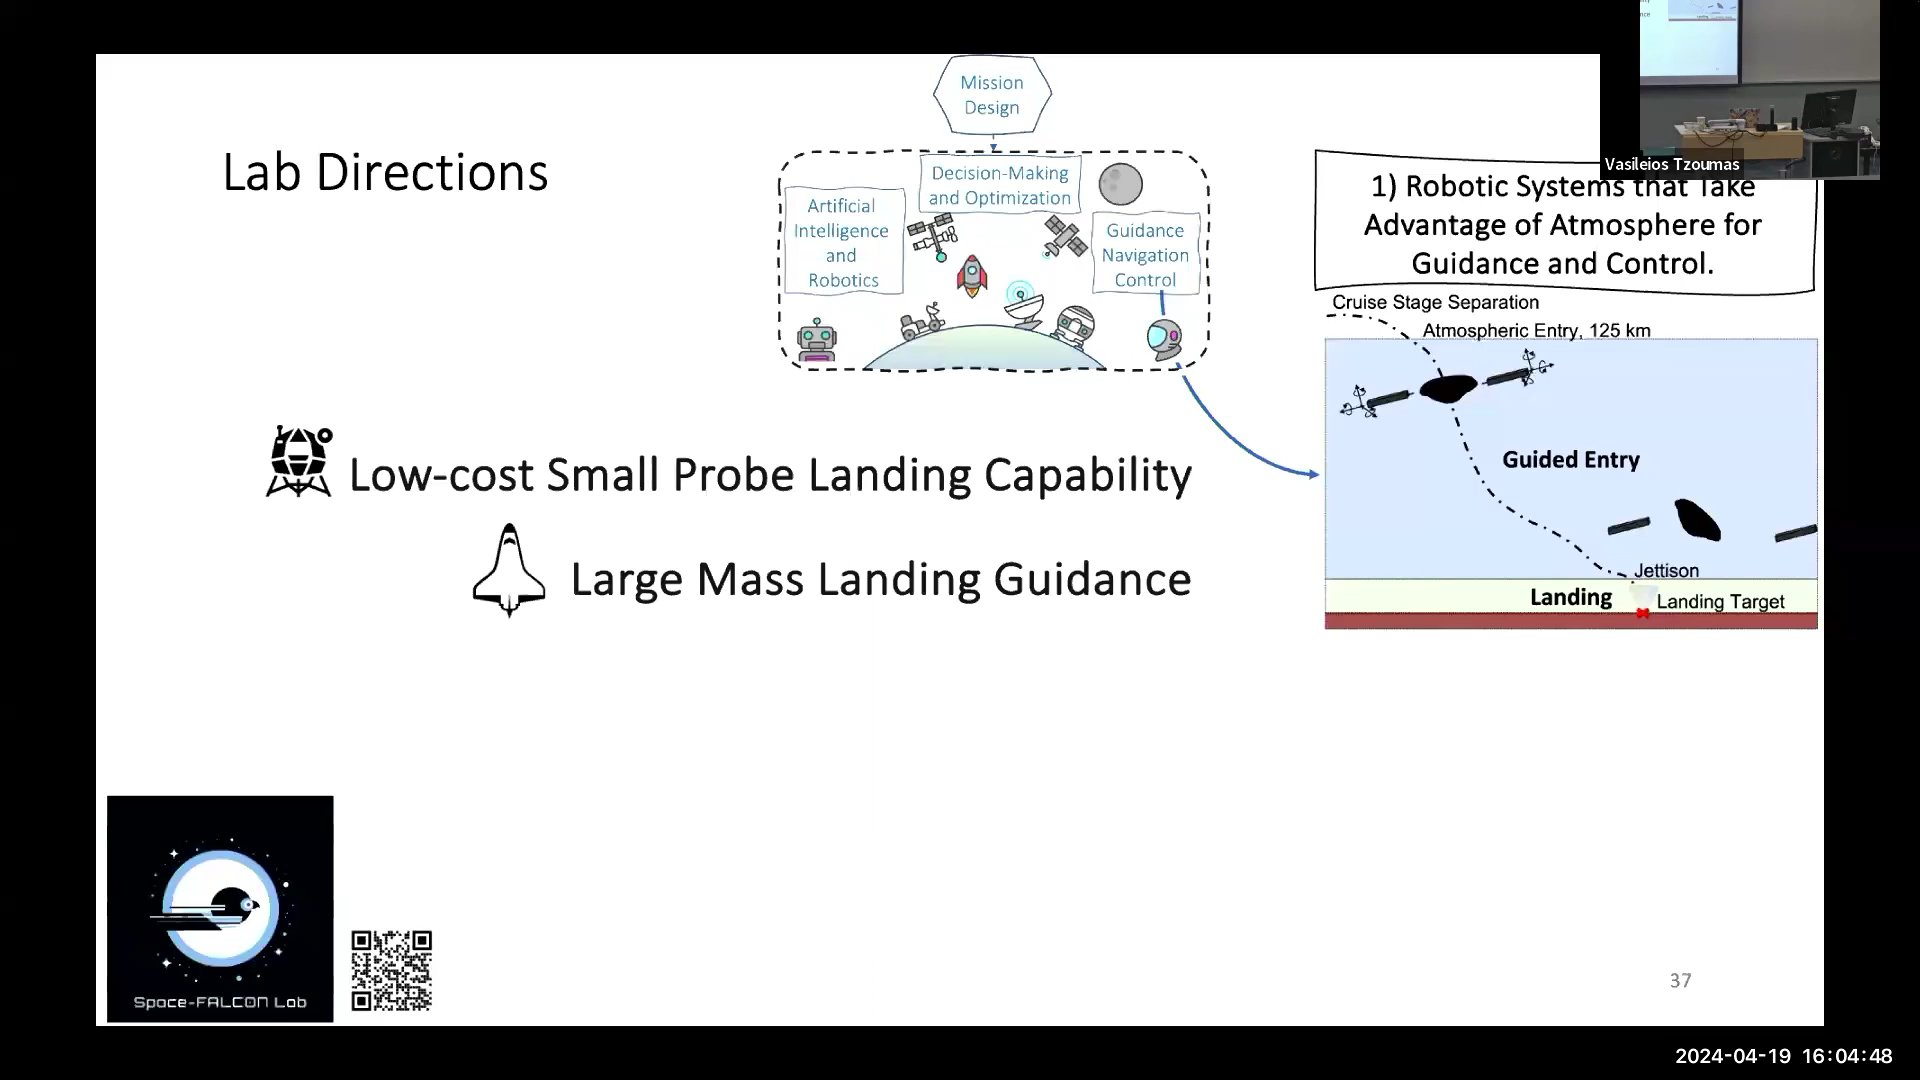 Mission
Design
Lab Directions
Artificial
Intelligence
and
Robotics
Decision-Making
and Optimization
Guidance
Navigation
Control
Vasileios Tzoumas
1) Robotic Systems that Take
Advantage of Atmosphere for
Guidance and Control.
Cruise Stage Separation
Atmospheric Entry, 125 km
Guided Entry
Jettison
Landing
Landing Target
Low-cost Small Probe Landing Capability
Large Mass Landing Guidance
Space-FALCON Lab
37
2024-04-19 16:04:48